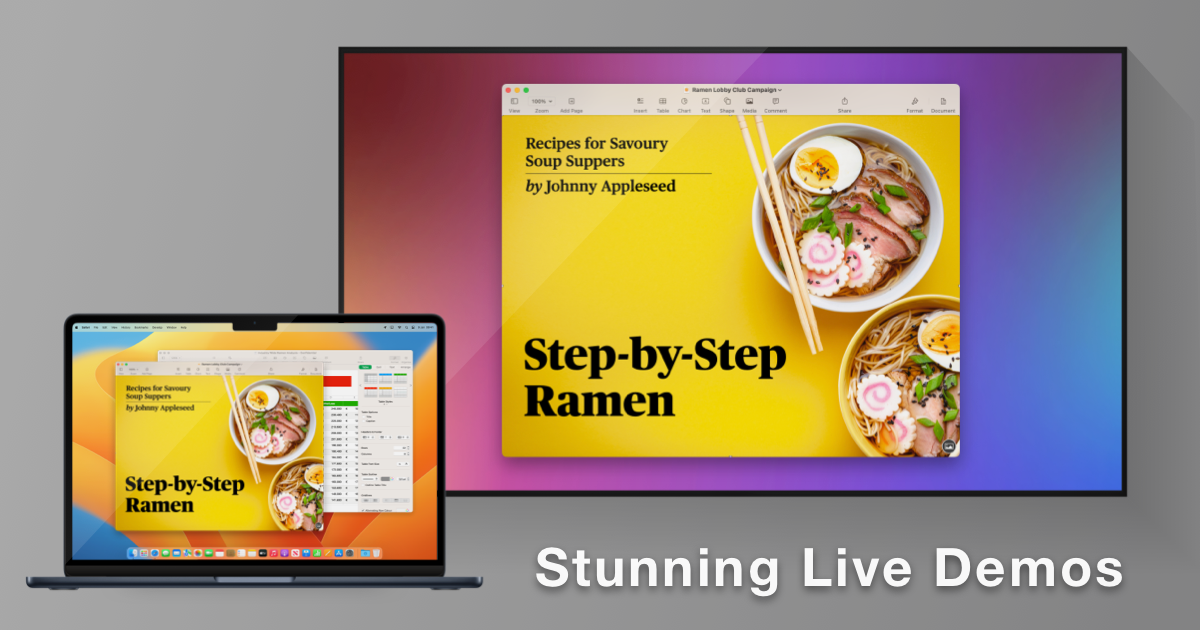 Ramen Lobby Club Campaign
View
100%
Zoom
Add Page
Insert
Table
Chart
Text
Shape
Media
Comment
Share
Format
Document
Recipes for Savoury
Soup Suppers
by Johnny Appleseed
Step-by-Step
Ramen
Recipes for Savoury
Soup Suppers
by Johnny Appleseed
Step-by-Step
Ramen
Stunning Live Demos